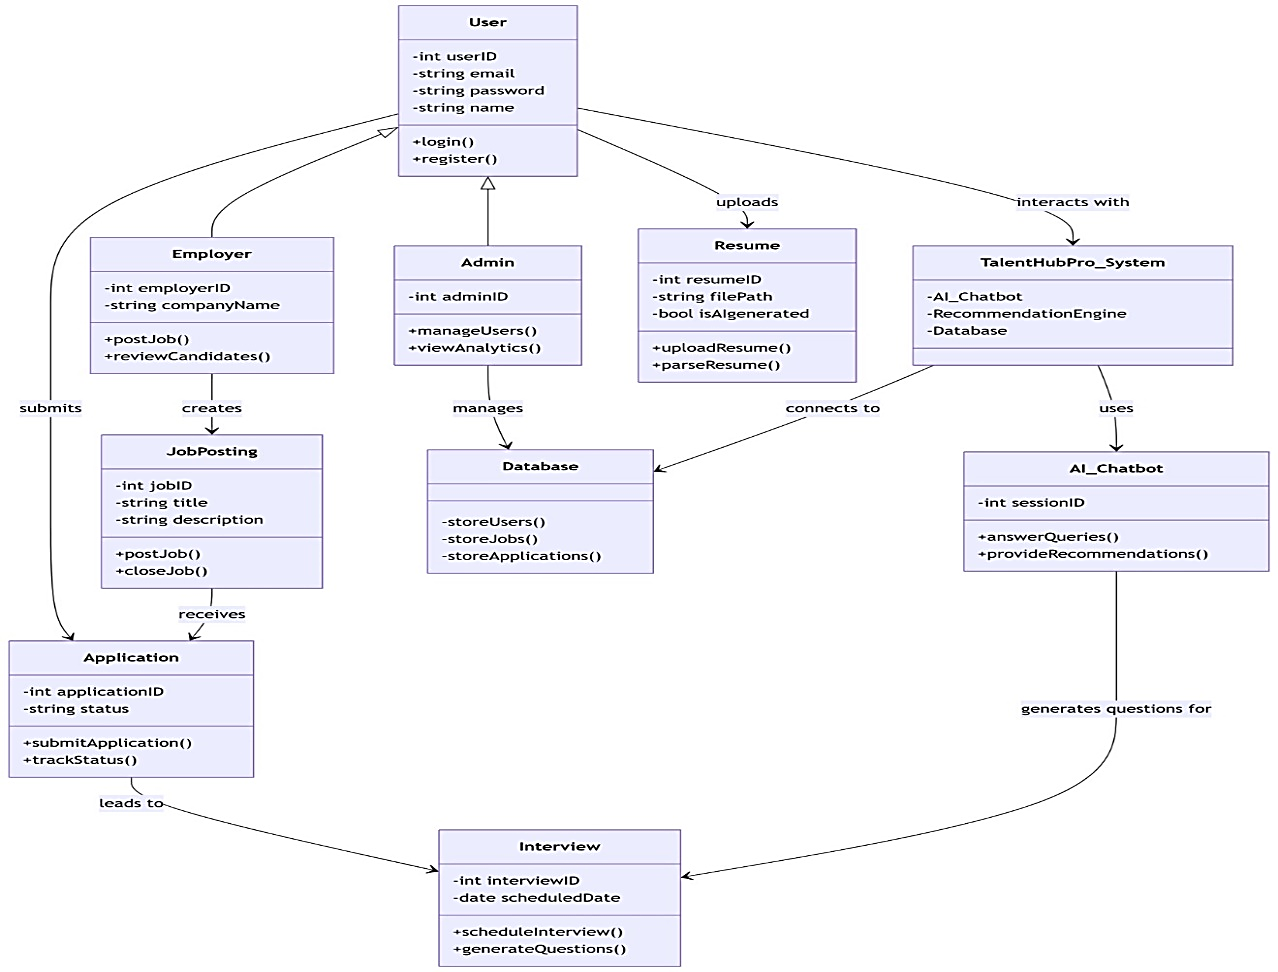 User
-int userID
-string email
-string password
-string name
+login()
+register()
uploads
interacts with
Employer
-int employerID
-string companyName
+postJob()
+reviewCandidates()
Admin
-int adminID
+manageUsers()
+viewAnalytics()
Resume
-int resumeID
-string filePath
-bool isAIgenerated
+uploadResume()
+parseResume()
TalentHubPro_System
-AI_Chatbot
-RecommendationEngine
-Database
submits
creates
manages
connects to
uses
JobPosting
-int jobID
-string title
-string description
+postJob()
+closeJob()
Database
-storeUsers()
-storeJobs()
-storeApplications()
AI_Chatbot
-int sessionID
+answerQueries()
+provideRecommendations()
receives
Application
-int applicationID
-string status
+submitApplication()
+trackStatus()
generates questions for
leads to
Interview
-int interviewID
-date scheduledDate
+scheduleInterview()
+generateQuestions()